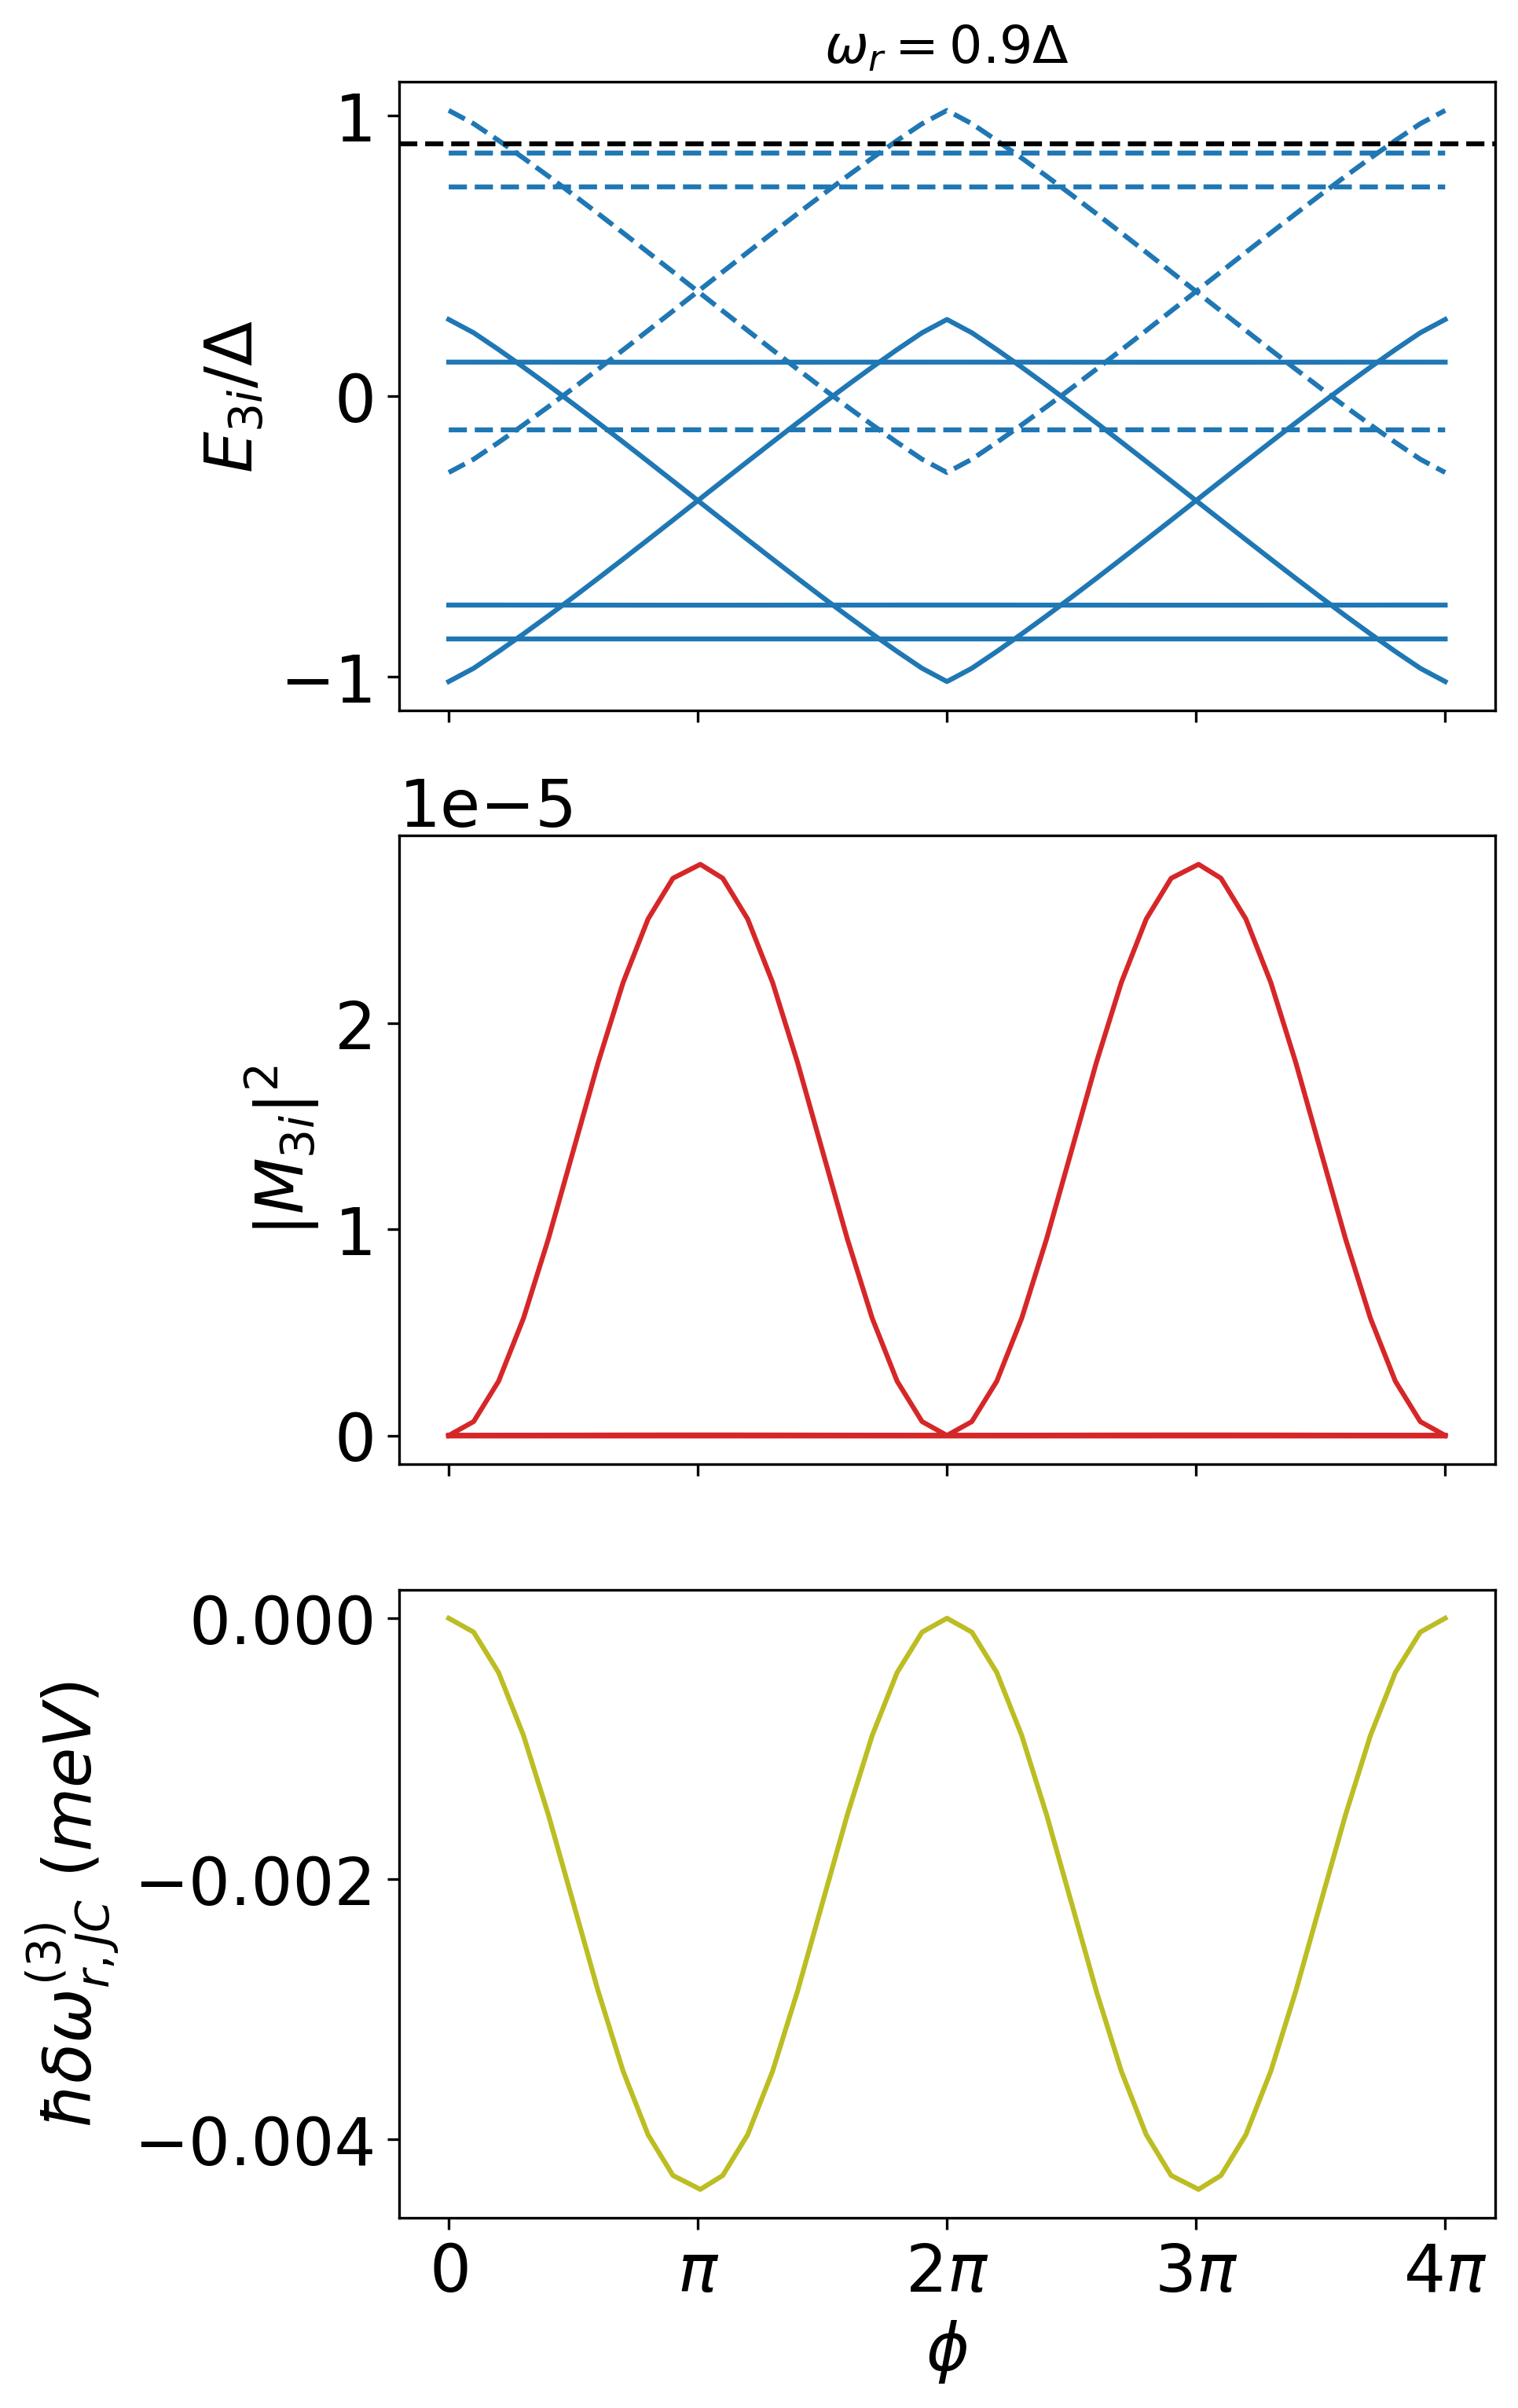 ω_r = 0.9Δ
1
0
−1
E_{3i}/Δ
1e−5
2
1
0
|M_{3i}|^2
0.000
−0.002
−0.004
ħδω^{(3)}_{r,JC} (meV)
0 π 2π 3π 4π
ϕ